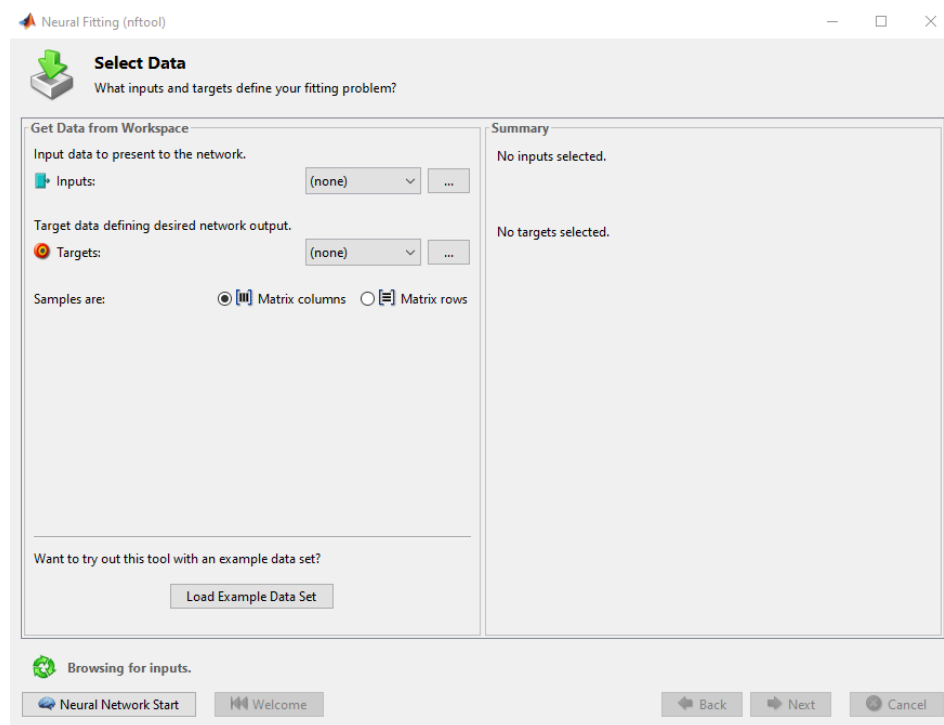 Neural Fitting (nftool)
Select Data
What inputs and targets define your fitting problem?
Get Data from Workspace
Input data to present to the network.
Inputs: (none) ...
Target data defining desired network output.
Targets: (none) ...
Samples are: Matrix columns Matrix rows
Want to try out this tool with an example data set?
Load Example Data Set
Summary
No inputs selected.
No targets selected.
Browsing for inputs.
Neural Network Start Welcome Back Next Cancel